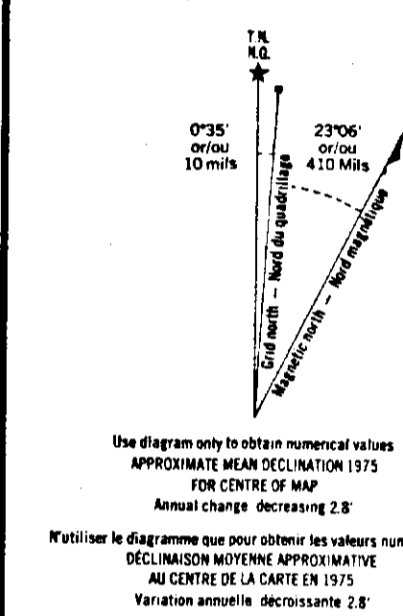 T.N.
N.G.
0°35'
or/ou
10 mils
23°06'
or/ou
410 Mils
Grid north – Nord du quadrillage
Magnetic north – Nord magnétique
Use diagram only to obtain numerical values
APPROXIMATE MEAN DECLINATION 1975
FOR CENTRE OF MAP
Annual change decreasing 2.8'
N'utiliser le diagramme que pour obtenir les valeurs num
DÉCLINAISON MOYENNE APPROXIMATIVE
AU CENTRE DE LA CARTE EN 1975
Variation annuelle décroissante 2.8'